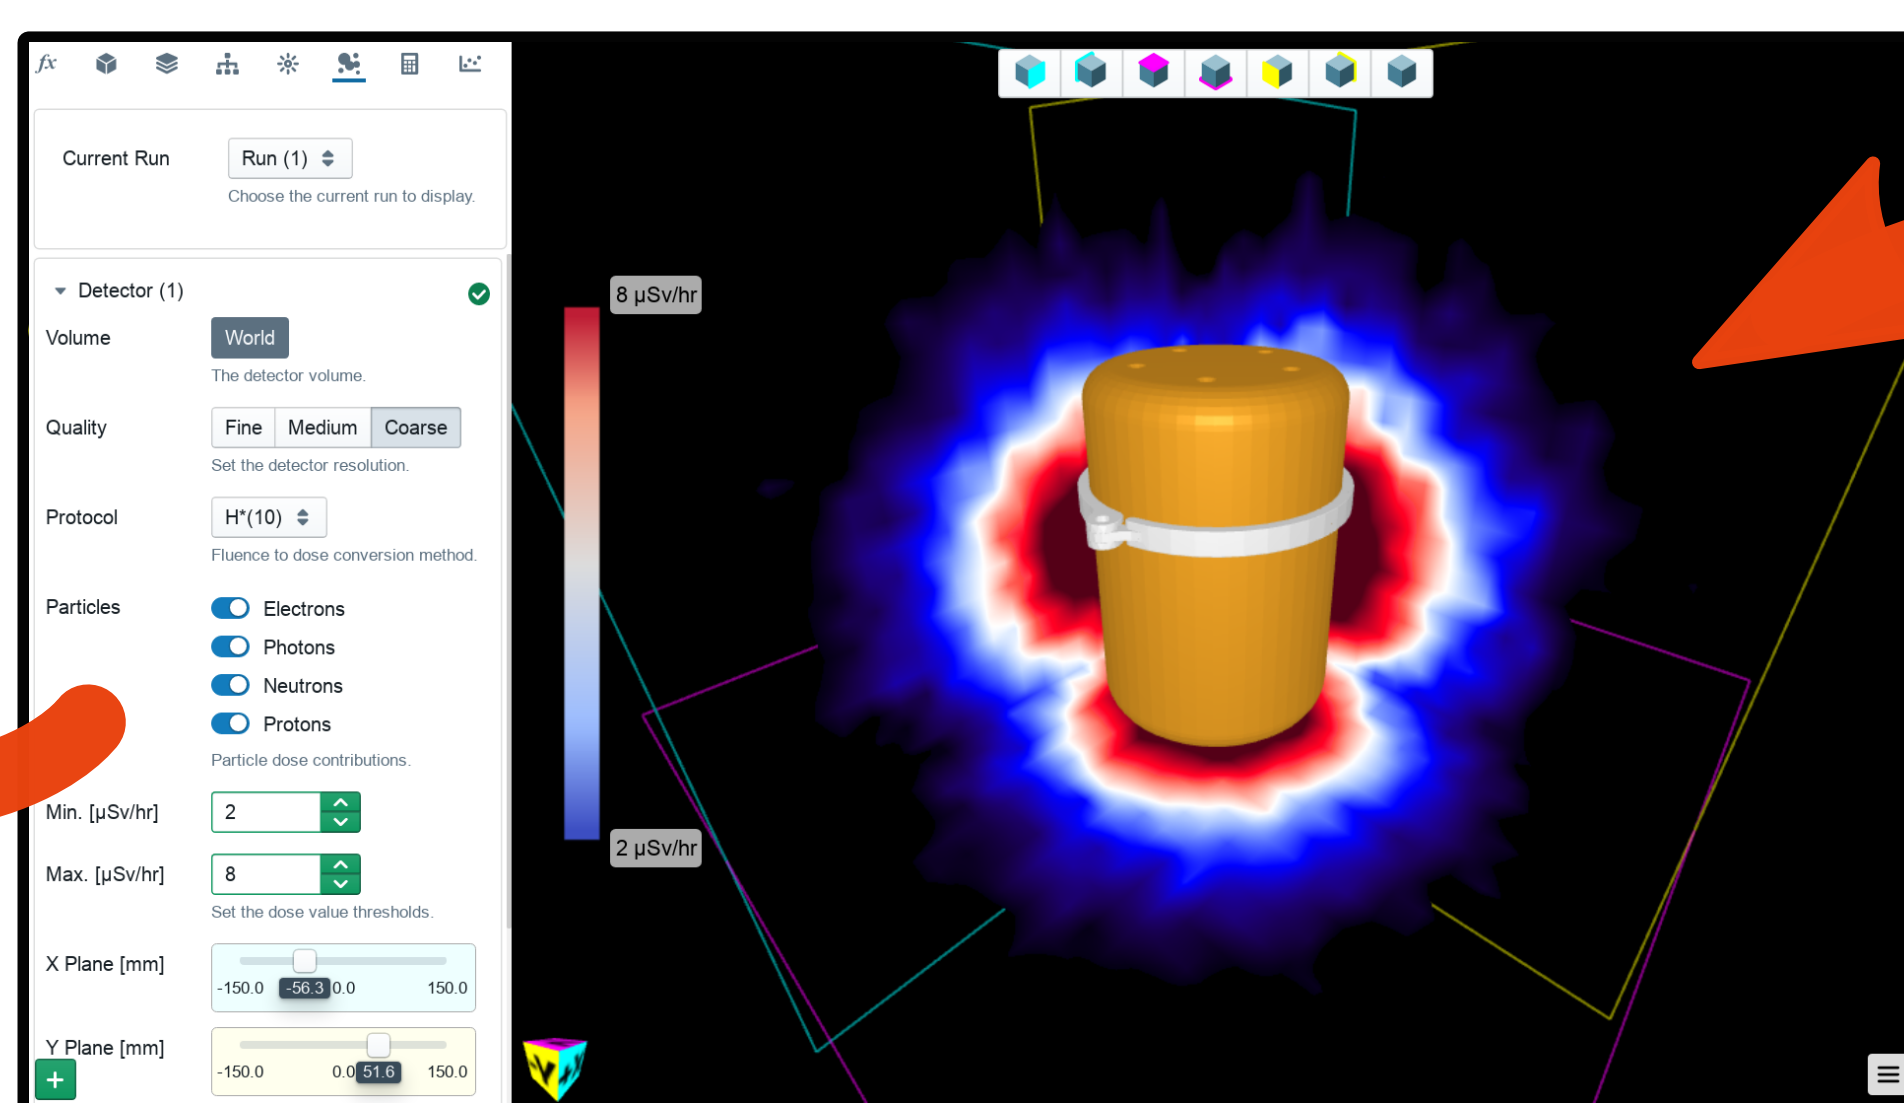 fx
Current Run
Run (1)
Choose the current run to display.
Detector (1)
Volume
World
The detector volume.
Quality
Fine Medium Coarse
Set the detector resolution.
Protocol
H*(10)
Fluence to dose conversion method.
Particles
Electrons
Photons
Neutrons
Protons
Particle dose contributions.
Min. [µSv/hr]
2
Max. [µSv/hr]
8
Set the dose value thresholds.
X Plane [mm]
-150.0 -56.3 0.0 150.0
Y Plane [mm]
-150.0 0.0 51.6 150.0
+
8 µSv/hr
2 µSv/hr
-Y +X